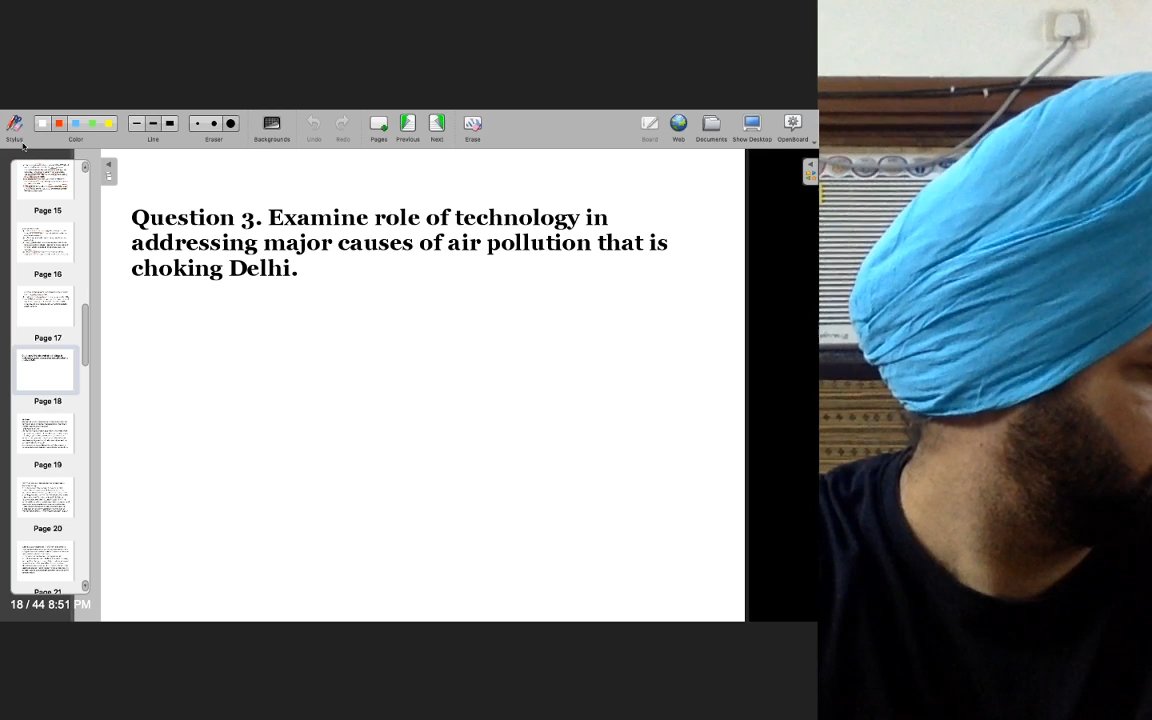 Stylus
Color
Line
Eraser
Backgrounds
Undo
Redo
Pages
Previous
Next
Erase
Board
Web
Documents
Show Desktop
OpenBoard
Page 15
Page 16
Page 17
Page 18
Page 19
Page 20
Page 21
18 / 44 8:51 PM
Question 3. Examine role of technology in
addressing major causes of air pollution that is
choking Delhi.